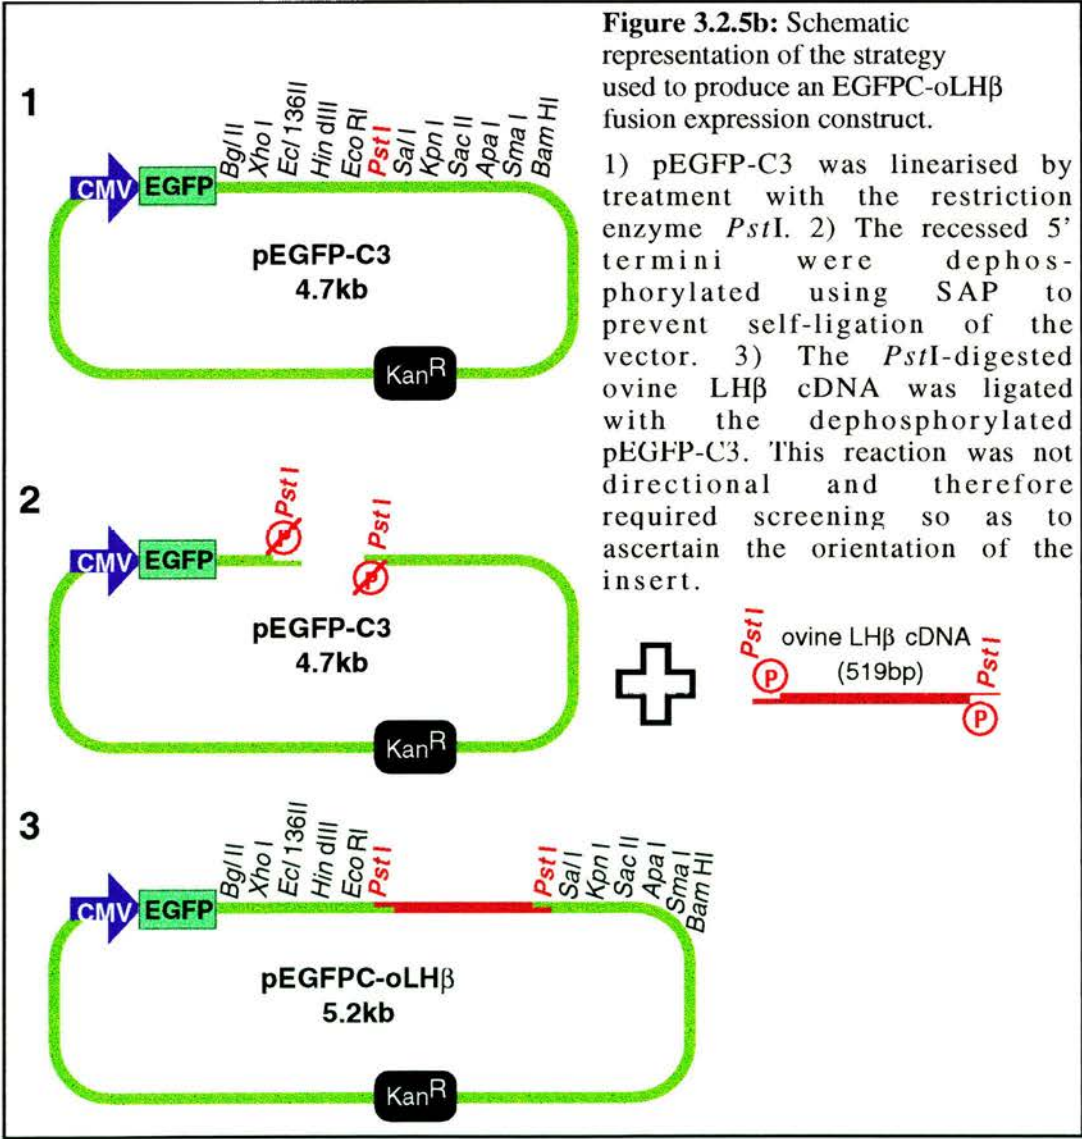 Figure 3.2.5b: Schematic
representation of the strategy
used to produce an EGFPC-oLHβ
fusion expression construct.
1) pEGFP-C3 was linearised by
treatment with the restriction
enzyme PstI. 2) The recessed 5'
termini were dephos-
phorylated using SAP to
prevent self-ligation of the
vector. 3) The PstI-digested
ovine LHβ cDNA was ligated
with the dephosphorylated
pEGFP-C3. This reaction was not
directional and therefore
required screening so as to
ascertain the orientation of the
insert.
1
CMV
EGFP
Bgl II
Xho I
Ecl 136II
Hin dIII
Eco RI
Pst I
Sal I
Kpn I
Sac II
Apa I
Sma I
Bam HI
pEGFP-C3
4.7kb
KanR
2
CMV
EGFP
P
Pst I
P
Pst I
pEGFP-C3
4.7kb
KanR
Pst I
P
ovine LHβ cDNA
(519bp)
Pst I
P
3
CMV
EGFP
Bgl II
Xho I
Ecl 136II
Hin dIII
Eco RI
Pst I
Pst I
Sal I
Kpn I
Sac II
Apa I
Sma I
Bam HI
pEGFPC-oLHβ
5.2kb
KanR